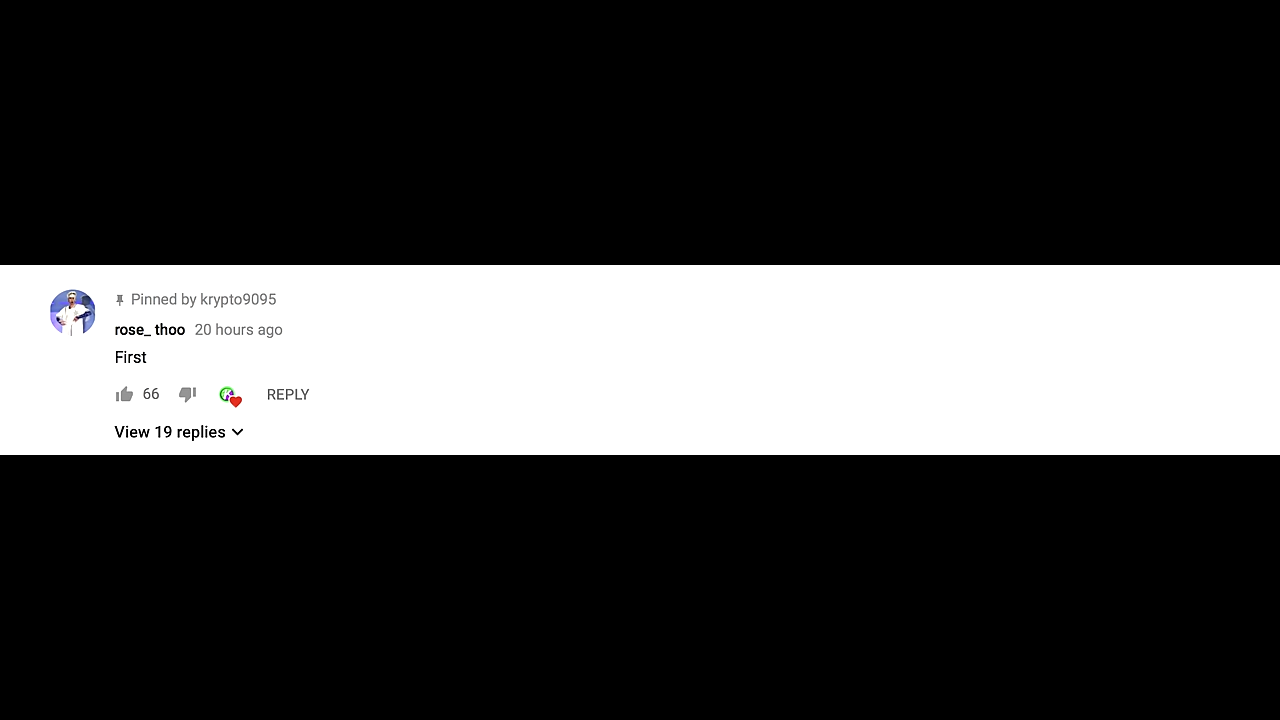 Pinned by krypto9095
rose_ thoo 20 hours ago
First
66 REPLY
View 19 replies